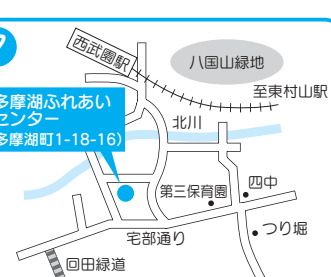 西武園駅
八国山緑地
至東村山駅
多摩湖ふれあい
センター
多摩湖町1-18-16)
北川
第三保育園
四中
宅部通り
つり堀
回田緑道